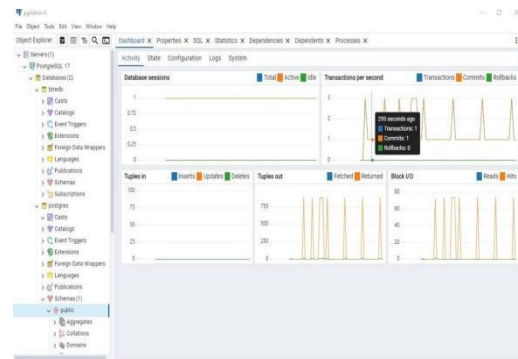 pgAdmin 4
File Object Tools Edit View Window Help
Object Explorer
Dashboard x Properties x SQL x Statistics x Dependencies x Dependents x Processes x
Servers (1)
PostgreSQL 17
Databases (2)
Casts
Catalogs
Event Triggers
Extensions
Foreign Data Wrappers
Languages
Publications
Schemas
Subscriptions
postgres
Casts
Catalogs
Event Triggers
Extensions
Foreign Data Wrappers
Languages
Publications
Schemas (1)
public
Aggregates
Collations
Domains
Activity State Configuration Logs System
Database sessions
Total Active Idle
1
0.75
0.5
0.25
0
Transactions per second
Transactions Commits Rollbacks
3
2
1
0
290 seconds ago
Transactions: 1
Commits: 1
Rollbacks: 0
Tuples in
Inserts Updates Deletes
100
75
50
25
0
Tuples out
Fetched Returned
750
500
250
0
Block I/O
Reads Hits
80
60
40
20
0